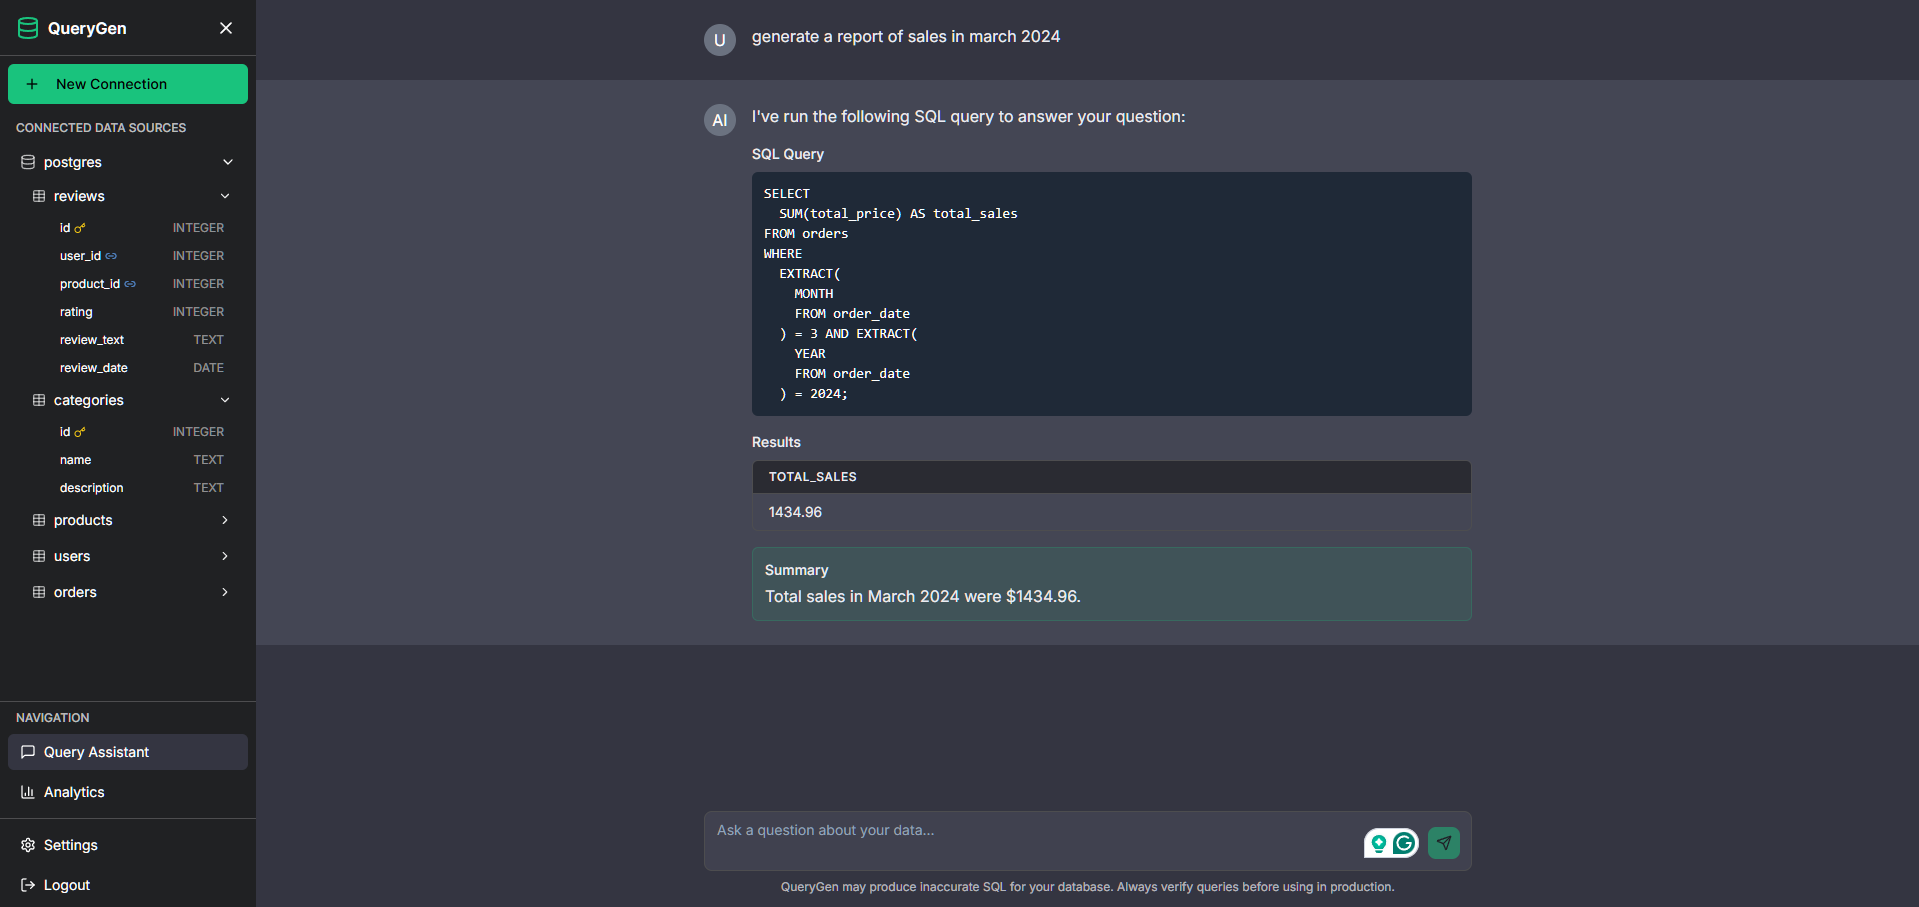 QueryGen
New Connection
CONNECTED DATA SOURCES
postgres
reviews
id INTEGER
user_id INTEGER
product_id INTEGER
rating INTEGER
review_text TEXT
review_date DATE
categories
id INTEGER
name TEXT
description TEXT
products
users
orders
NAVIGATION
Query Assistant
Analytics
Settings
Logout
U
generate a report of sales in march 2024
AI
I've run the following SQL query to answer your question:
SQL Query
SELECT
  SUM(total_price) AS total_sales
FROM orders
WHERE
  EXTRACT(
    MONTH
    FROM order_date
  ) = 3 AND EXTRACT(
    YEAR
    FROM order_date
  ) = 2024;
Results
TOTAL_SALES
1434.96
Summary
Total sales in March 2024 were $1434.96.
Ask a question about your data...
QueryGen may produce inaccurate SQL for your database. Always verify queries before using in production.